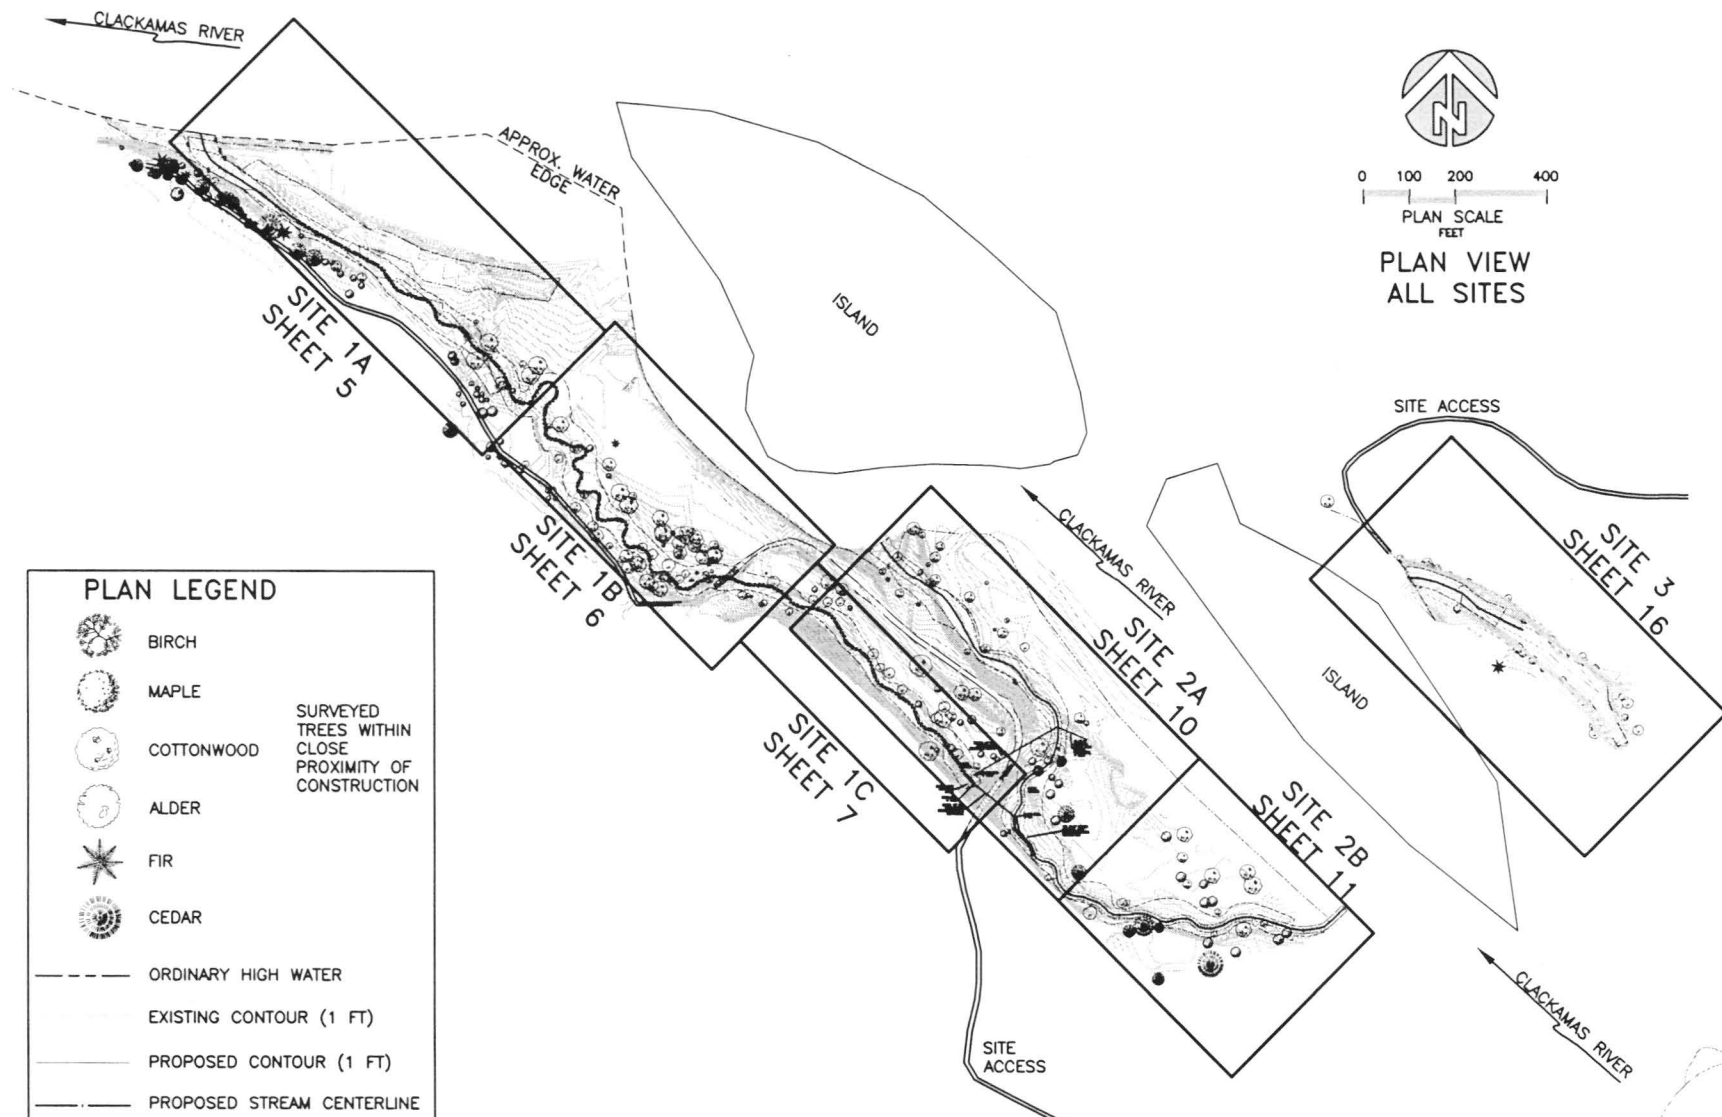 CLACKAMAS RIVER
APPROX. WATER
EDGE
ISLAND
N
0 100 200 400
PLAN SCALE
FEET
PLAN VIEW
ALL SITES
SITE ACCESS
SITE 1A
SHEET 5
SITE 1B
SHEET 6
SITE 1C
SHEET 7
CLACKAMAS RIVER
SITE 2A
SHEET 10
SITE 2B
SHEET 11
SITE 3
SHEET 16
ISLAND
CLACKAMAS RIVER
SITE
ACCESS
PLAN LEGEND
BIRCH
MAPLE
COTTONWOOD
ALDER
FIR
CEDAR
SURVEYED
TREES WITHIN
CLOSE
PROXIMITY OF
CONSTRUCTION
ORDINARY HIGH WATER
EXISTING CONTOUR (1 FT)
PROPOSED CONTOUR (1 FT)
PROPOSED STREAM CENTERLINE